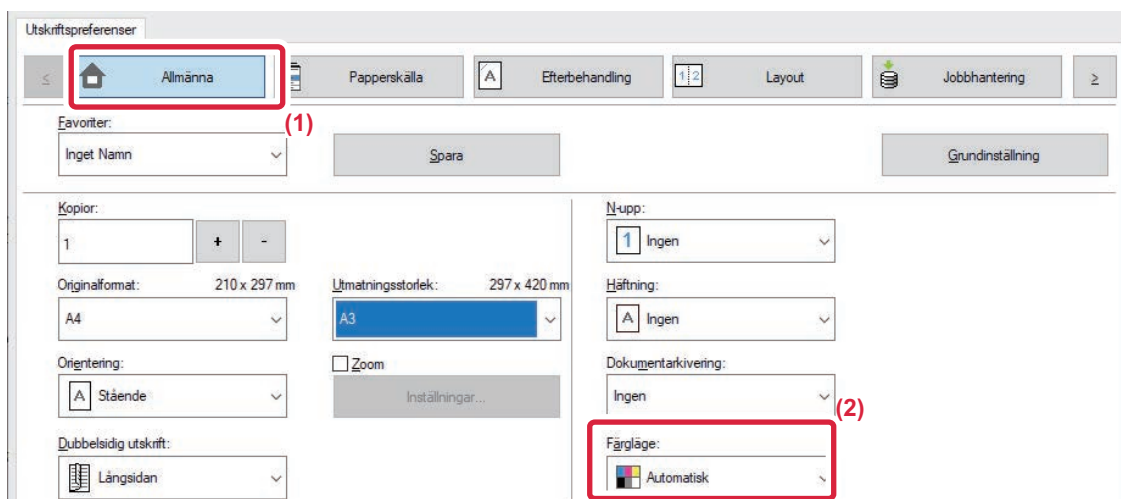 Utskriftspreferenser
< Allmänna Papperskälla A Efterbehandling 1 2 Layout Jobbhantering >
(1)
Favoriter:
Inget Namn Spara Grundinställning
Kopior: N-upp:
1 + - 1 Ingen
Originalformat: 210 x 297 mm Utmatningsstorlek: 297 x 420 mm Häftning:
A4 A3 A Ingen
Orientering: Zoom Dokumentarkivering:
A Stående Inställningar... Ingen
(2)
Dubbelsidig utskrift: Färgläge:
Långsidan Automatisk